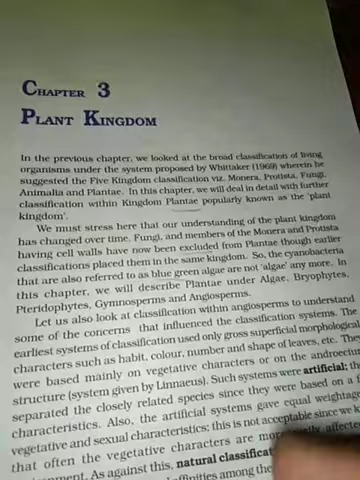 CHAPTER 3
PLANT KINGDOM
In the previous chapter, we looked at the broad classification of living
organisms under the system proposed by Whittaker (1969) wherein he
suggested the Five Kingdom classification viz. Monera, Protista, Fungi,
Animalia and Plantae. In this chapter, we will deal in detail with further
classification within Kingdom Plantae popularly known as the 'plant
kingdom'.
We must stress here that our understanding of the plant kingdom
has changed over time. Fungi, and members of the Monera and Protista
having cell walls have now been excluded from Plantae though earlier
classifications placed them in the same kingdom. So, the cyanobacteria
that are also referred to as blue green algae are not 'algae' any more. In
this chapter, we will describe Plantae under Algae, Bryophytes,
Pteridophytes, Gymnosperms and Angiosperms.
Let us also look at classification within angiosperms to understand
some of the concerns that influenced the classification systems. The
earliest systems of classification used only gross superficial morphological
characters such as habit, colour, number and shape of leaves, etc. They
were based mainly on vegetative characters or on the androecium
structure (system given by Linnaeus). Such systems were artificial; the
separated the closely related species since they were based on a
characteristics. Also, the artificial systems gave equal weightage
vegetative and sexual characteristics; this is not acceptable since we
that often the vegetative characters are more affected
As against this, natural classificat
affinities among the